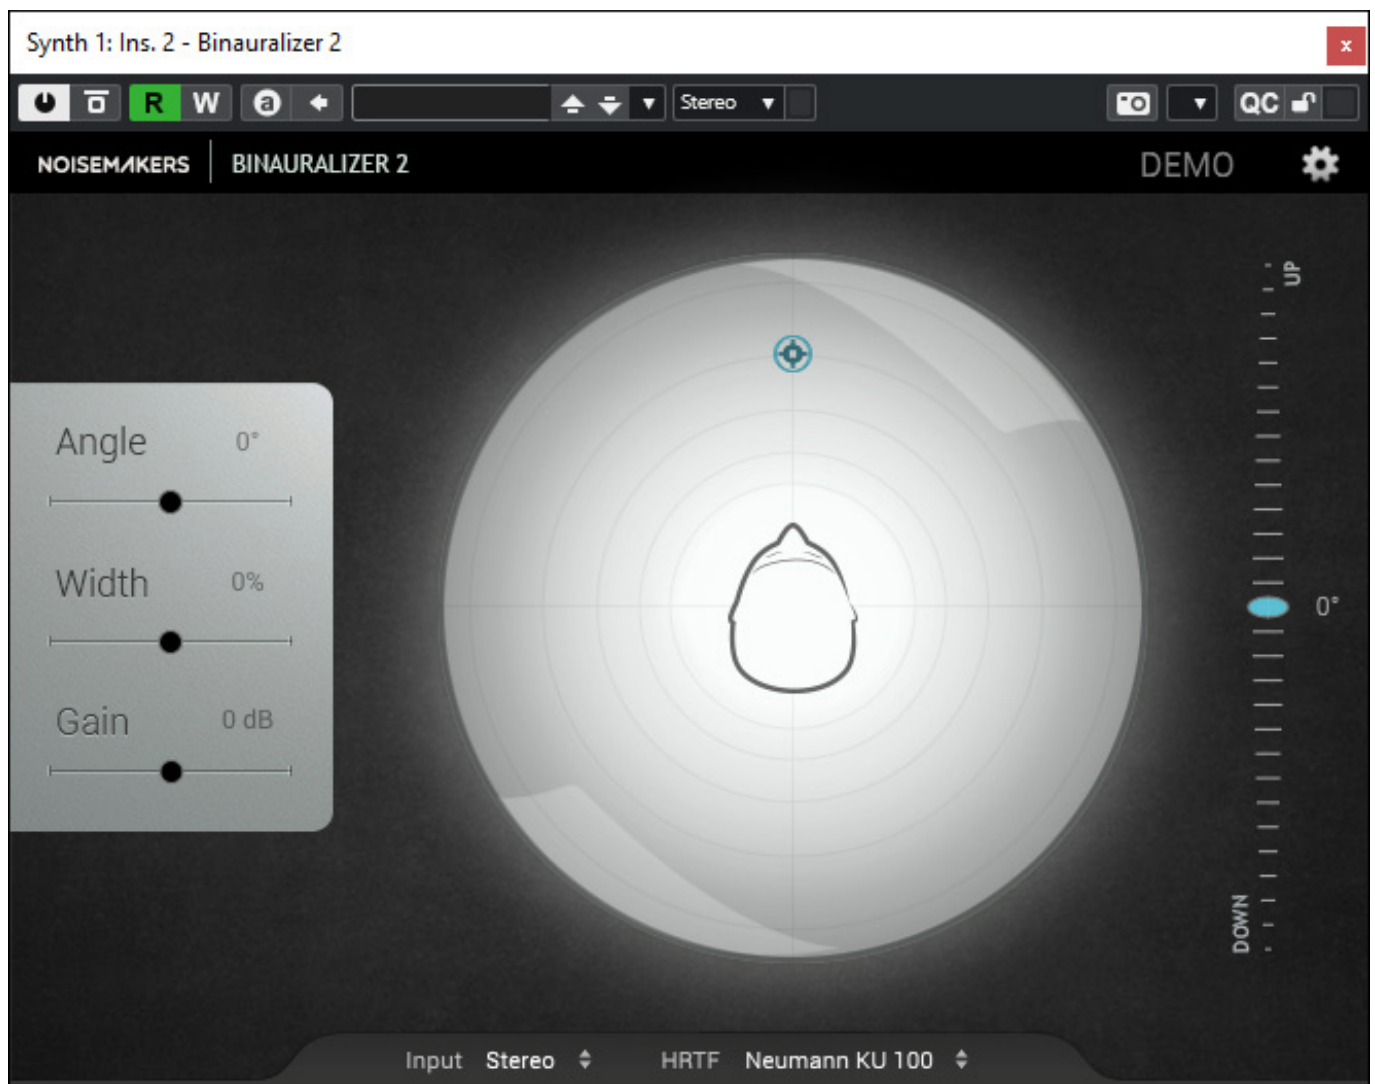 Synth 1: Ins. 2 - Binauralizer 2
x
R W a Stereo QC
NOISEMAKERS BINAURALIZER 2 DEMO
UP
Angle 0°
Width 0%
0°
Gain 0 dB
DOWN
Input Stereo HRTF Neumann KU 100